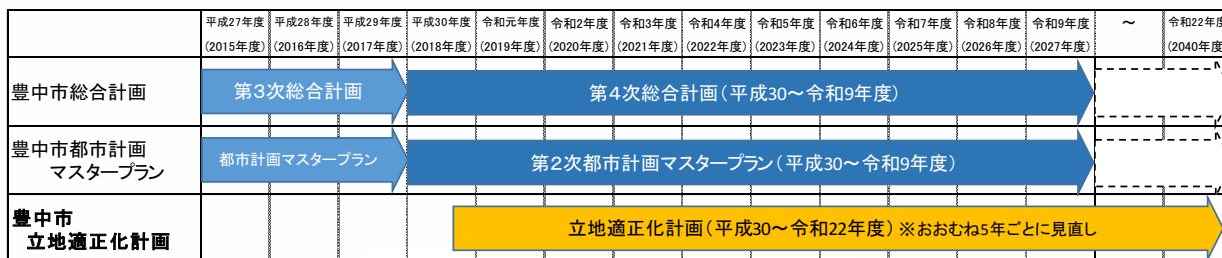 平成27年度 平成28年度 平成29年度 平成30年度 令和元年度 令和2年度 令和3年度 令和4年度 令和5年度 令和6年度 令和7年度 令和8年度 令和9年度 ～ 令和22年度
(2015年度) (2016年度) (2017年度) (2018年度) (2019年度) (2020年度) (2021年度) (2022年度) (2023年度) (2024年度) (2025年度) (2026年度) (2027年度) (2040年度)
豊中市総合計画 第3次総合計画 第4次総合計画(平成30～令和9年度)
豊中市都市計画
マスタープラン
都市計画マスタープラン 第2次都市計画マスタープラン(平成30～令和9年度)
豊中市
立地適正化計画
立地適正化計画(平成30～令和22年度)※おおむね5年ごとに見直し